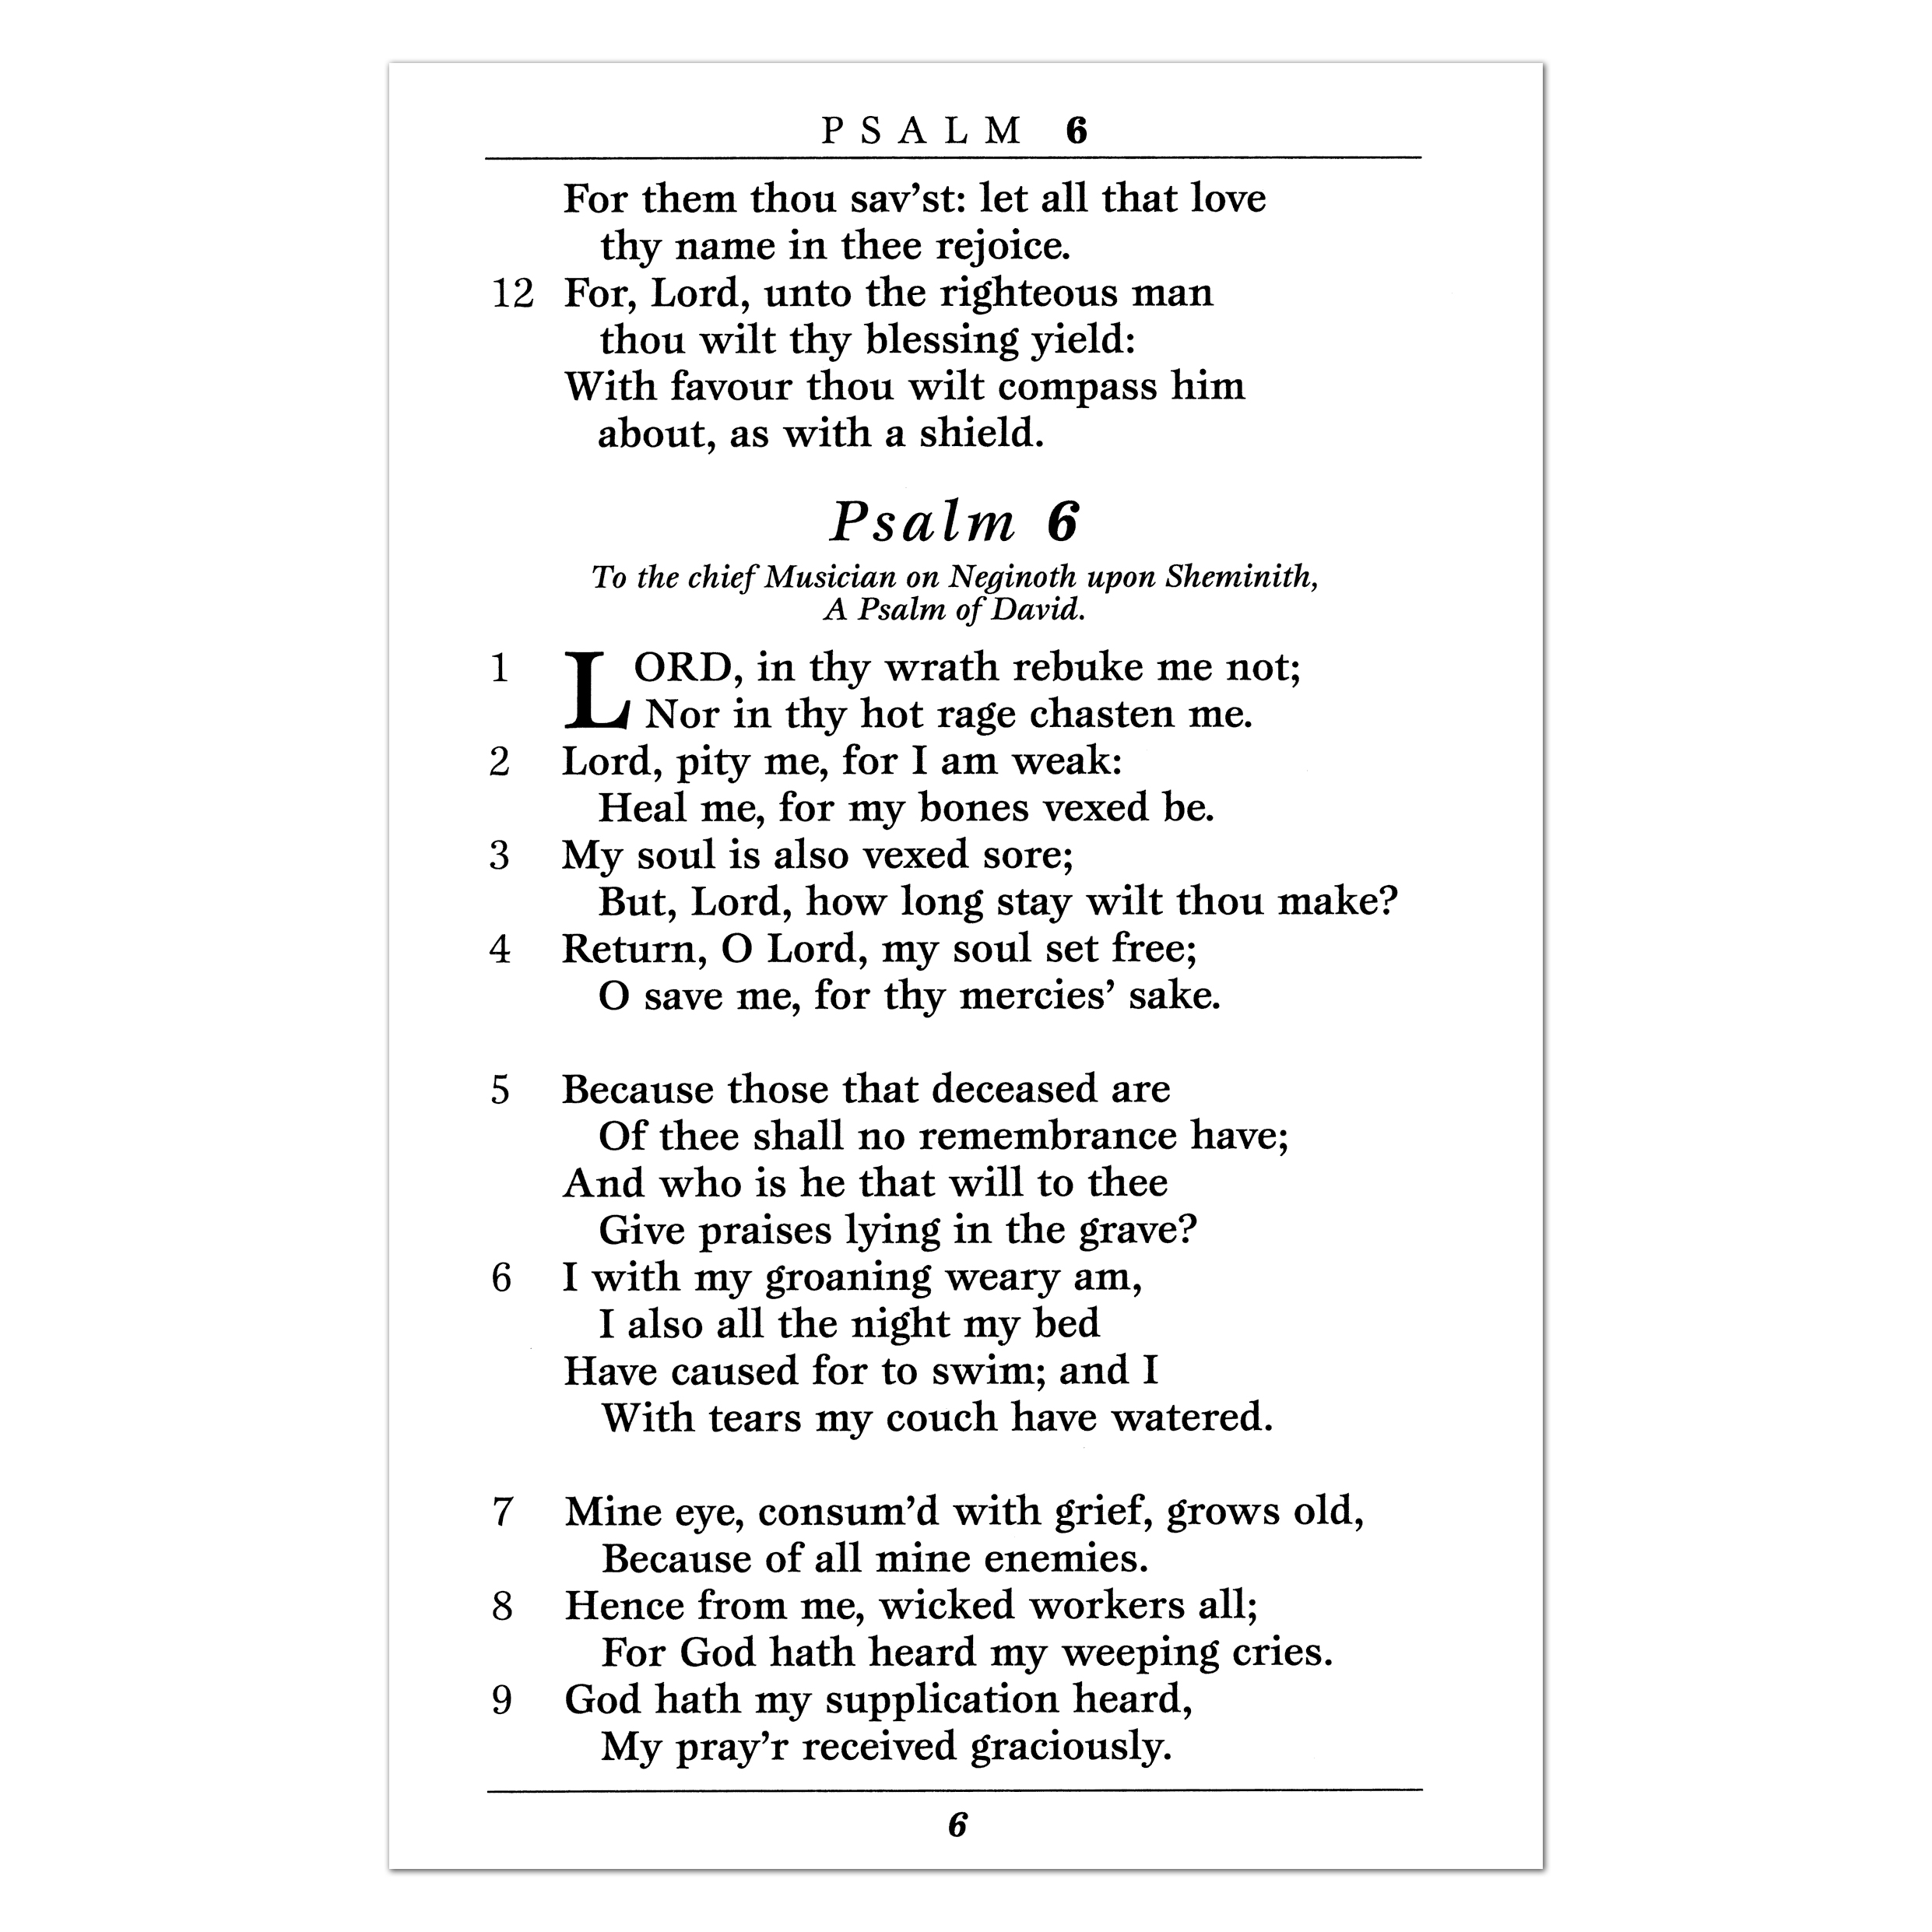 PSALM 6
For them thou sav’st: let all that love
thy name in thee rejoice.
12 For, Lord, unto the righteous man
thou wilt thy blessing yield:
With favour thou wilt compass him
about, as with a shield.
Psalm 6
To the chief Musician on Neginoth upon Sheminith,
A Psalm of David.
1 LORD, in thy wrath rebuke me not;
Nor in thy hot rage chasten me.
2 Lord, pity me, for I am weak:
Heal me, for my bones vexed be.
3 My soul is also vexed sore;
But, Lord, how long stay wilt thou make?
4 Return, O Lord, my soul set free;
O save me, for thy mercies’ sake.
5 Because those that deceased are
Of thee shall no remembrance have;
And who is he that will to thee
Give praises lying in the grave?
6 I with my groaning weary am,
I also all the night my bed
Have caused for to swim; and I
With tears my couch have watered.
7 Mine eye, consum’d with grief, grows old,
Because of all mine enemies.
8 Hence from me, wicked workers all;
For God hath heard my weeping cries.
9 God hath my supplication heard,
My pray’r received graciously.
6